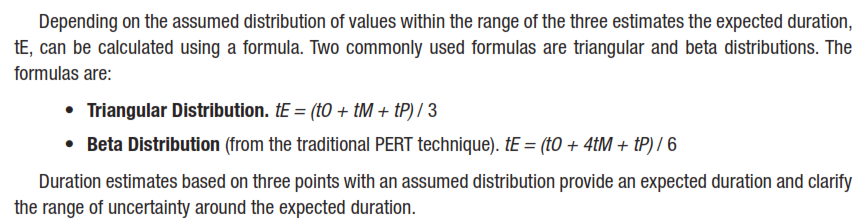 Depending on the assumed distribution of values within the range of the three estimates the expected duration,
tE, can be calculated using a formula. Two commonly used formulas are triangular and beta distributions. The
formulas are:
• Triangular Distribution. tE = (tO + tM + tP) / 3
• Beta Distribution (from the traditional PERT technique). tE = (tO + 4tM + tP) / 6
Duration estimates based on three points with an assumed distribution provide an expected duration and clarify
the range of uncertainty around the expected duration.